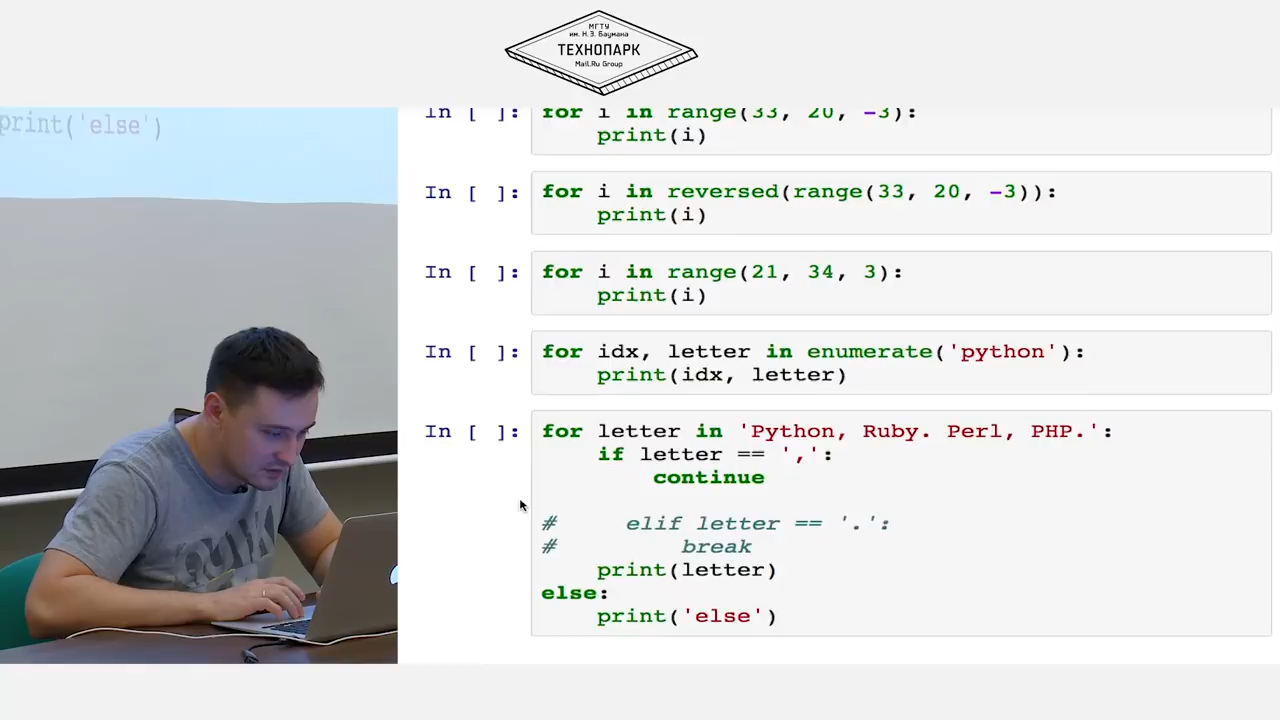 МГТУ
им. Н.Э. Баумана
ТЕХНОПАРК
Mail.Ru Group
print('else')
In [ ]: for i in range(33, 20, -3):
print(i)
In [ ]: for i in reversed(range(33, 20, -3)):
print(i)
In [ ]: for i in range(21, 34, 3):
print(i)
In [ ]: for idx, letter in enumerate('python'):
print(idx, letter)
In [ ]: for letter in 'Python, Ruby. Perl, PHP.':
if letter == ',':
continue
# elif letter == '.':
# break
print(letter)
else:
print('else')